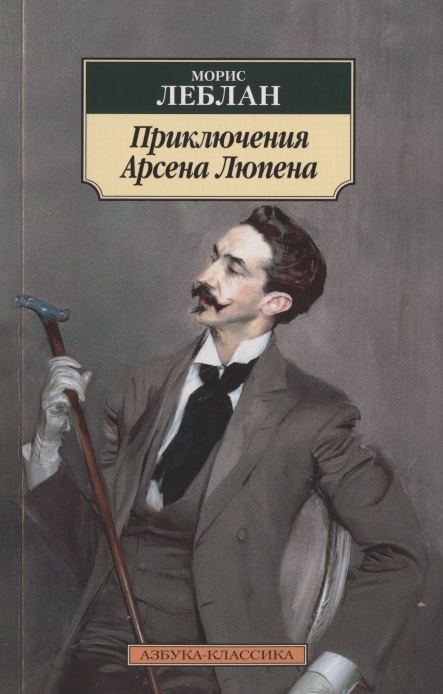 МОРИС
ЛЕБЛАН
Приключения
Арсена Люпена
АЗБУКА-КЛАССИКА